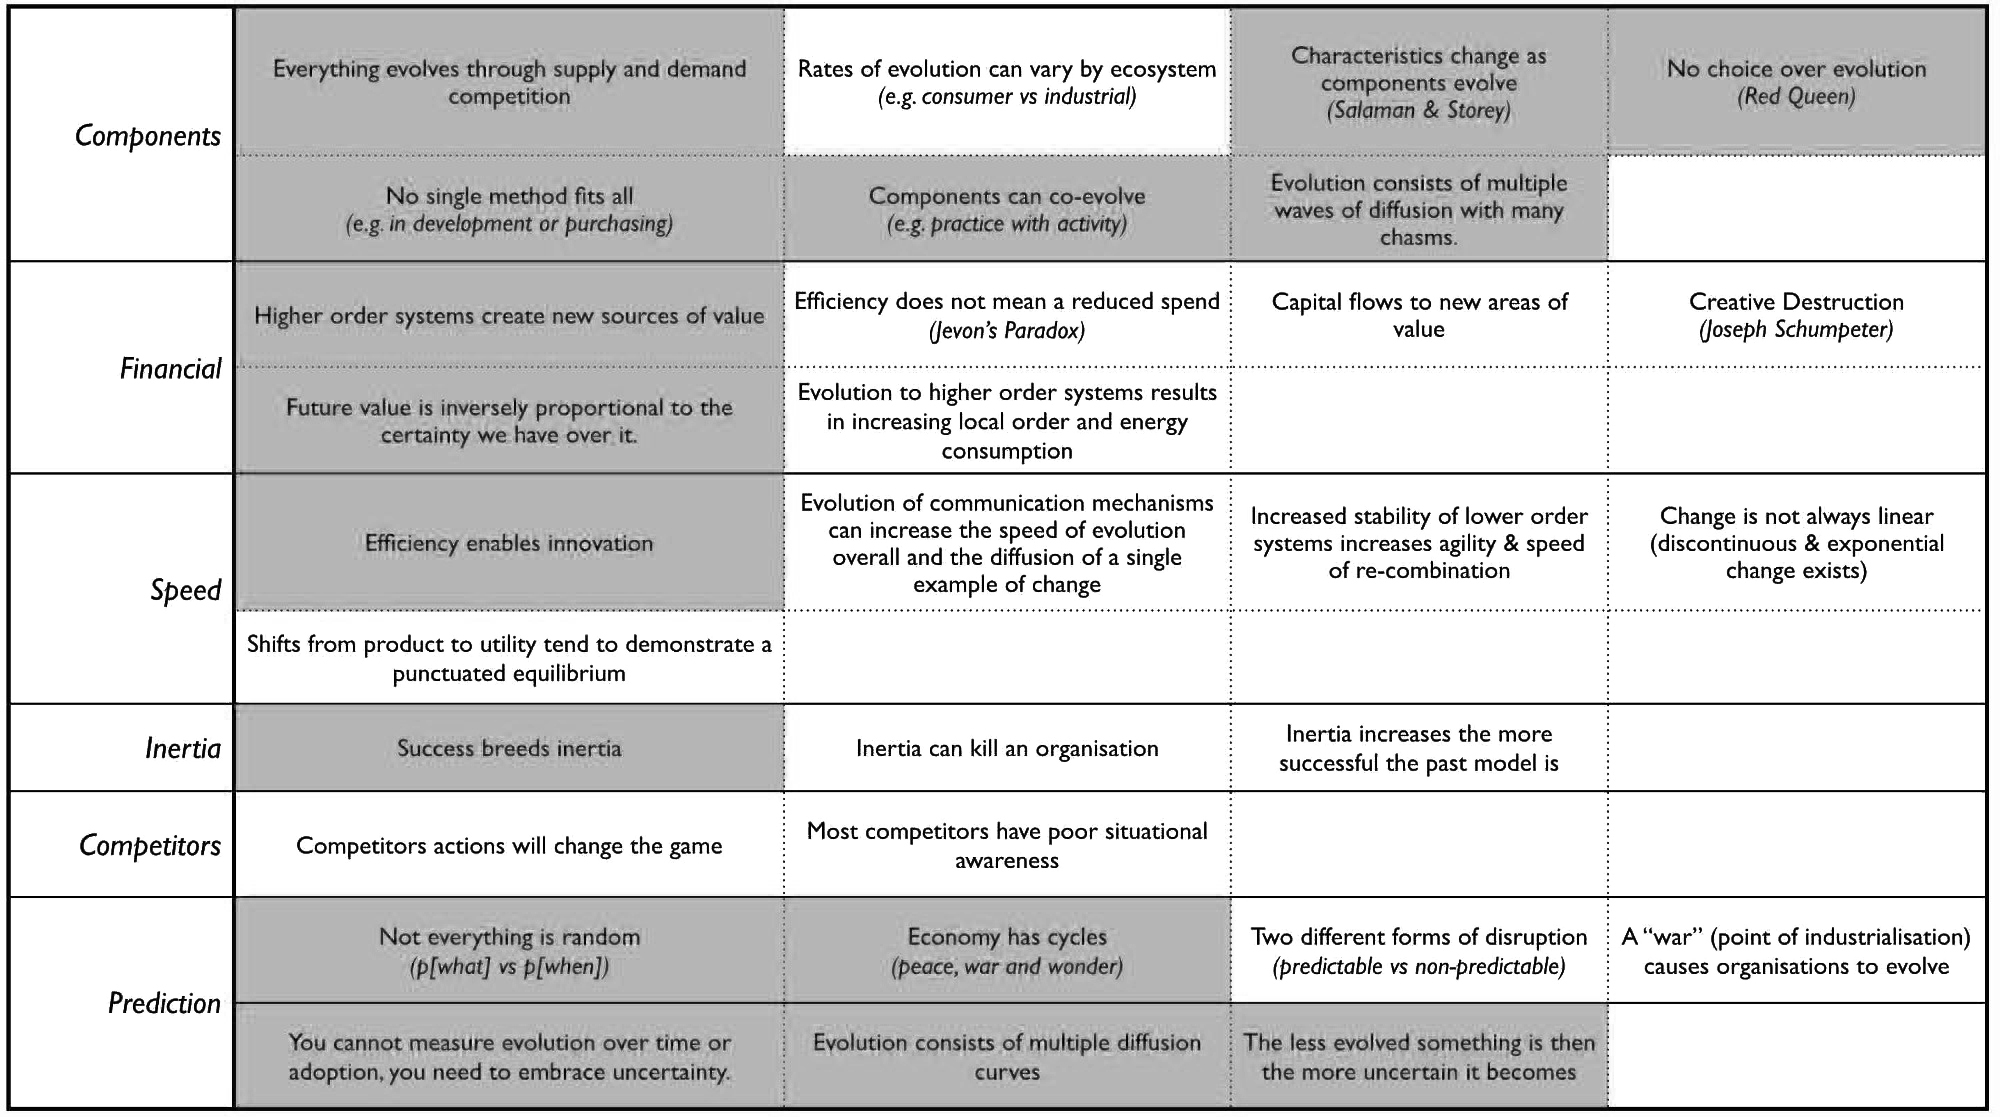 Components
Everything evolves through supply and demand
competition
Rates of evolution can vary by ecosystem
(e.g. consumer vs industrial)
Characteristics change as
components evolve
(Salaman & Storey)
No choice over evolution
(Red Queen)
No single method fits all
(e.g. in development or purchasing)
Components can co-evolve
(e.g. practice with activity)
Evolution consists of multiple
waves of diffusion with many
chasms.
Financial
Higher order systems create new sources of value
Efficiency does not mean a reduced spend
(Jevon's Paradox)
Capital flows to new areas of
value
Creative Destruction
(Joseph Schumpeter)
Future value is inversely proportional to the
certainty we have over it.
Evolution to higher order systems results
in increasing local order and energy
consumption
Speed
Efficiency enables innovation
Evolution of communication mechanisms
can increase the speed of evolution
overall and the diffusion of a single
example of change
Increased stability of lower order
systems increases agility & speed
of re-combination
Change is not always linear
(discontinuous & exponential
change exists)
Shifts from product to utility tend to demonstrate a
punctuated equilibrium
Inertia
Success breeds inertia
Inertia can kill an organisation
Inertia increases the more
successful the past model is
Competitors
Competitors actions will change the game
Most competitors have poor situational
awareness
Prediction
Not everything is random
(p[what] vs p[when])
Economy has cycles
(peace, war and wonder)
Two different forms of disruption
(predictable vs non-predictable)
A “war” (point of industrialisation)
causes organisations to evolve
You cannot measure evolution over time or
adoption, you need to embrace uncertainty.
Evolution consists of multiple diffusion
curves
The less evolved something is then
the more uncertain it becomes